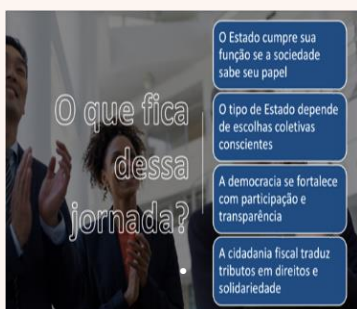 O que fica
dessa
jornada?
O Estado cumpre sua
função se a sociedade
sabe seu papel
O tipo de Estado depende
de escolhas coletivas
conscientes
A democracia se fortalece
com participação e
transparência
A cidadania fiscal traduz
tributos em direitos e
solidariedade